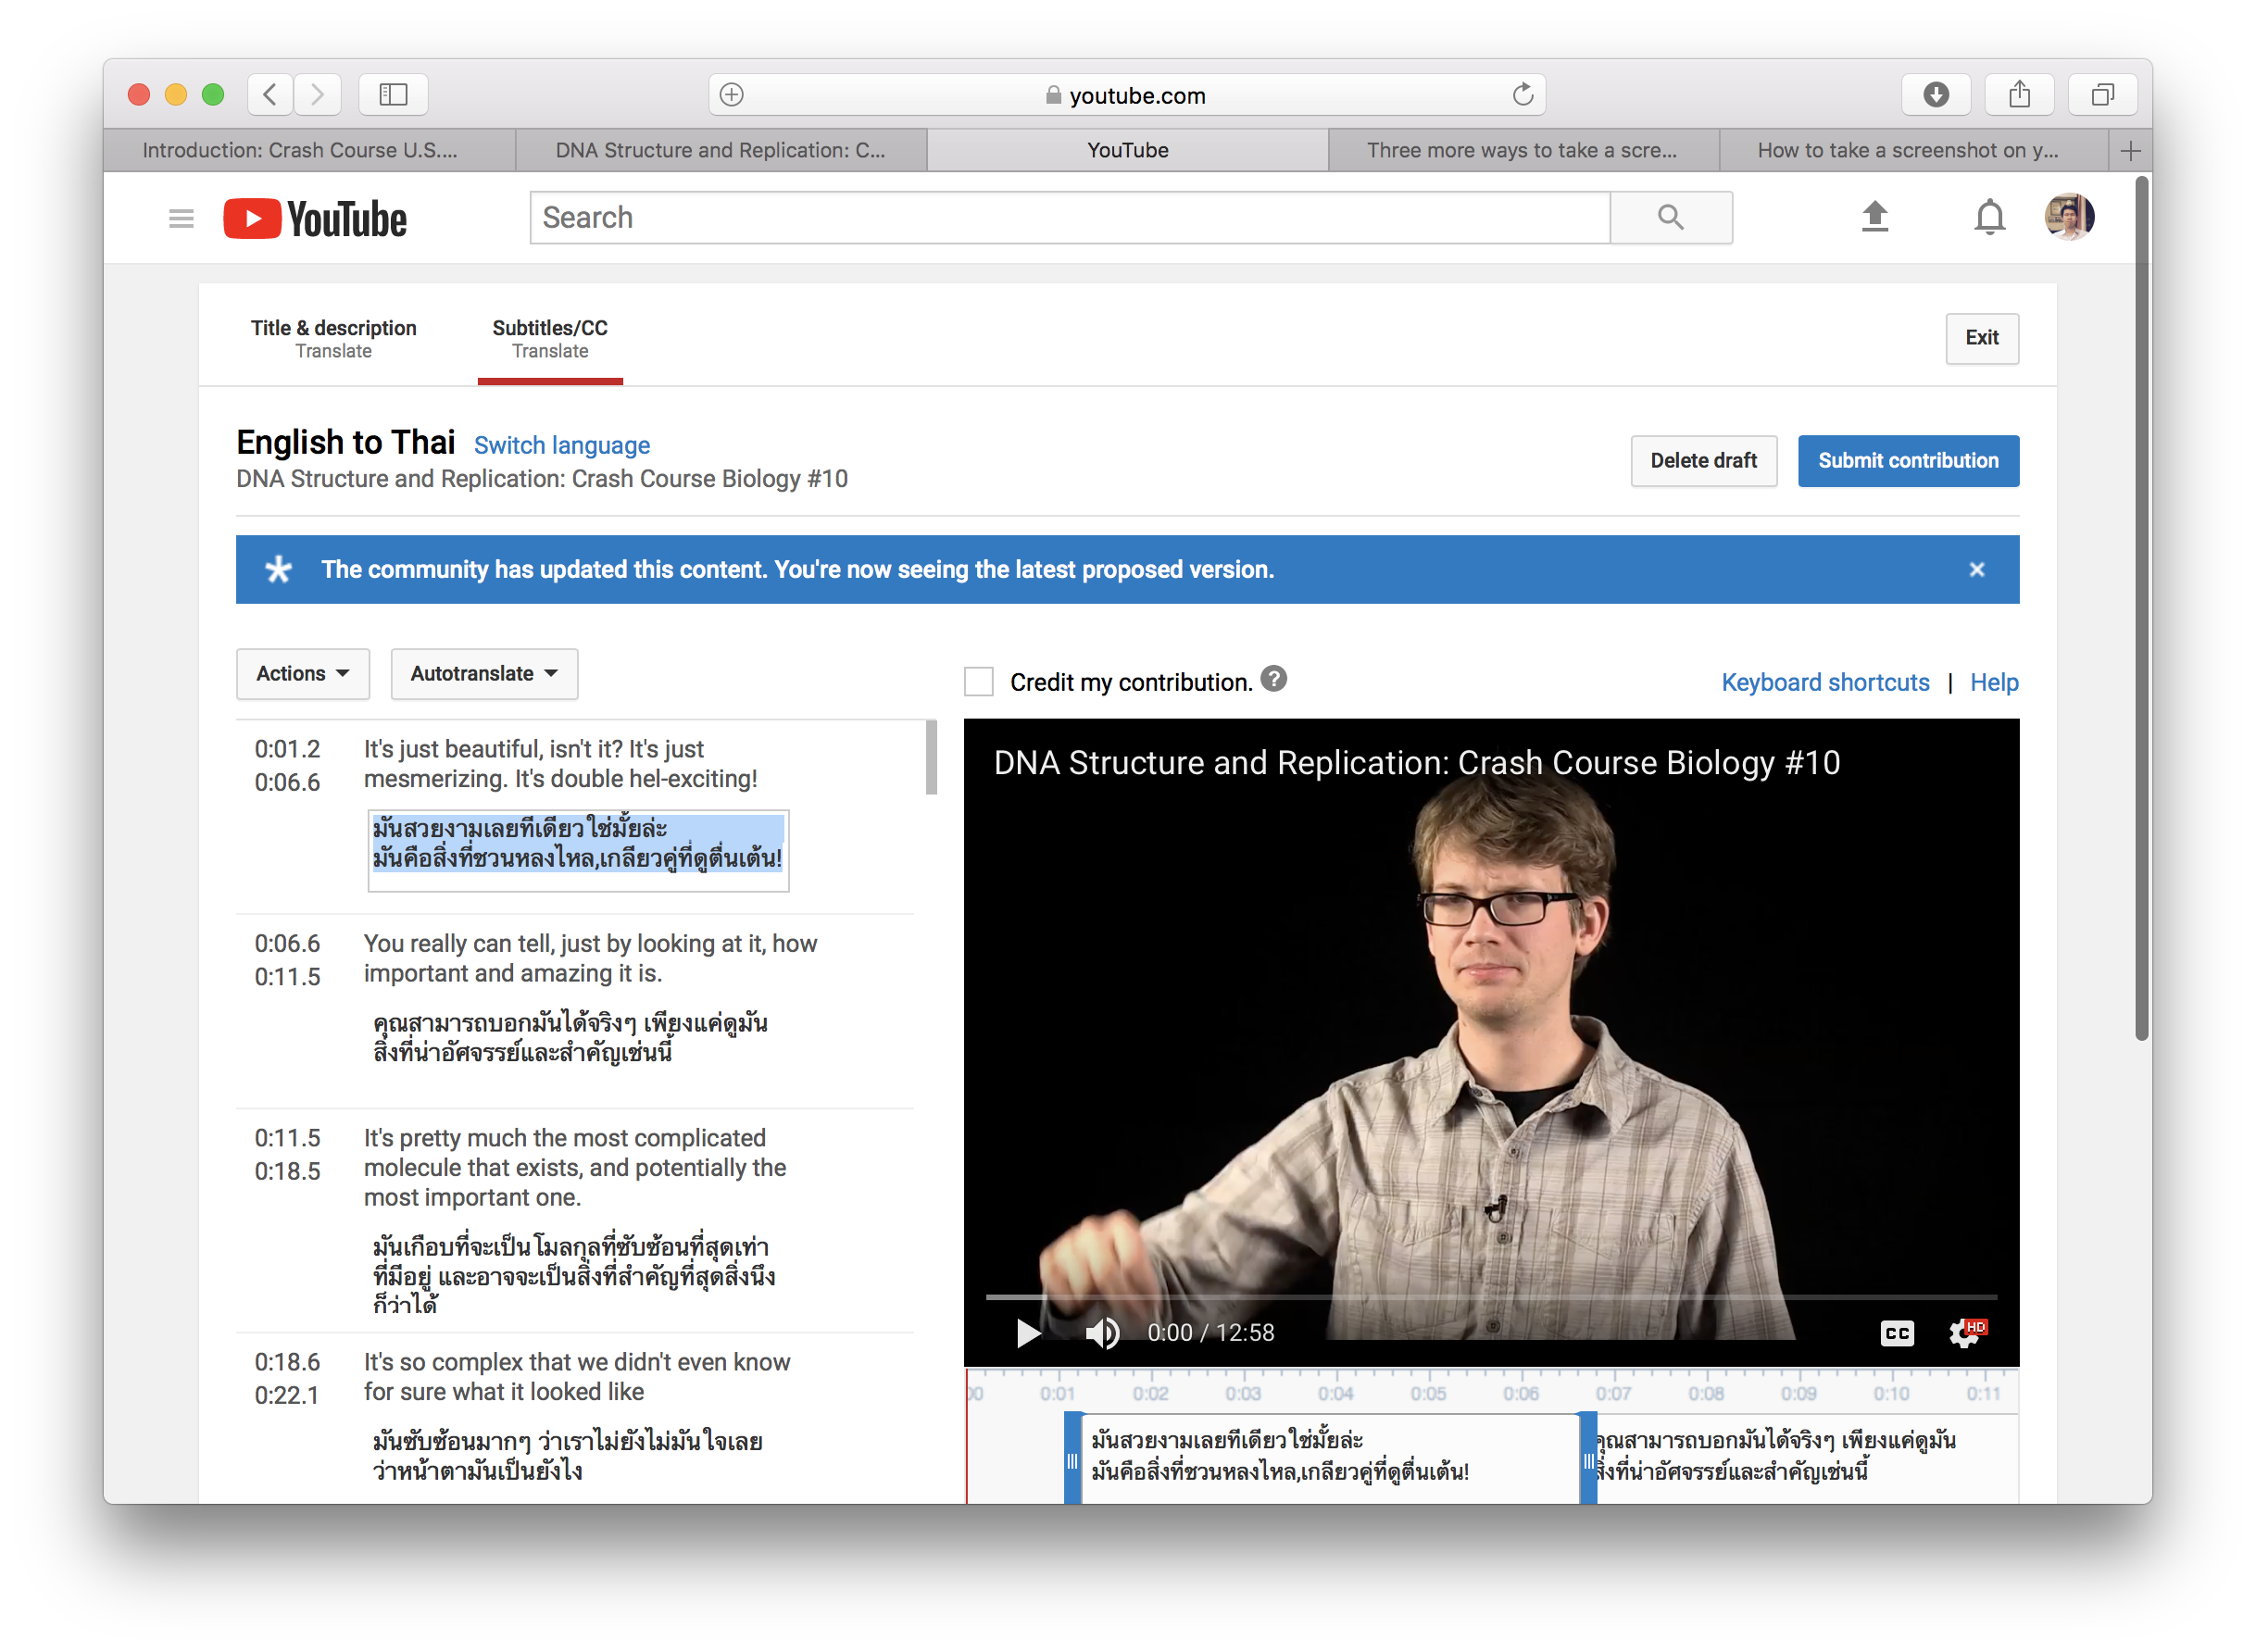 youtube.com
Introduction: Crash Course U.S....
DNA Structure and Replication: C...
YouTube
Three more ways to take a scre...
How to take a screenshot on y...
YouTube
Search
Title & description
Translate
Subtitles/CC
Translate
Exit
English to Thai Switch language
DNA Structure and Replication: Crash Course Biology #10
Delete draft
Submit contribution
The community has updated this content. You're now seeing the latest proposed version.
Actions
Autotranslate
Credit my contribution.
Keyboard shortcuts | Help
0:01.2
0:06.6
It's just beautiful, isn't it? It's just
mesmerizing. It's double hel-exciting!
มันสวยงามเลยทีเดียว ใช่มั้ยล่ะ
มันคือสิ่งที่ชวนหลงไหล,เกลียวคู่ที่ดูตื่นเต้น!
0:06.6
0:11.5
You really can tell, just by looking at it, how
important and amazing it is.
คุณสามารถบอกมันได้จริงๆ เพียงแค่ดูมัน
สิ่งที่น่าอัศจรรย์และสำคัญเช่นนี้
0:11.5
0:18.5
It's pretty much the most complicated
molecule that exists, and potentially the
most important one.
มันเกือบที่จะเป็นโมลกุลที่ซับซ้อนที่สุดเท่า
ที่มีอยู่ และอาจจะเป็นสิ่งที่สำคัญที่สุดสิ่งนึง
ก็ว่าได้
0:18.6
0:22.1
It's so complex that we didn't even know
for sure what it looked like
มันซับซ้อนมากๆ ว่าเราไม่ยังไม่มันใจเลย
ว่าหน้าตามันเป็นยังไง
DNA Structure and Replication: Crash Course Biology #10
0:00 / 12:58
CC
HD
00 0:01 0:02 0:03 0:04 0:05 0:06 0:07 0:08 0:09 0:10 0:11
มันสวยงามเลยทีเดียว ใช่มั้ยล่ะ
มันคือสิ่งที่ชวนหลงไหล,เกลียวคู่ที่ดูตื่นเต้น!
คุณสามารถบอกมันได้จริงๆ เพียงแค่ดูมัน
สิ่งที่น่าอัศจรรย์และสำคัญเช่นนี้